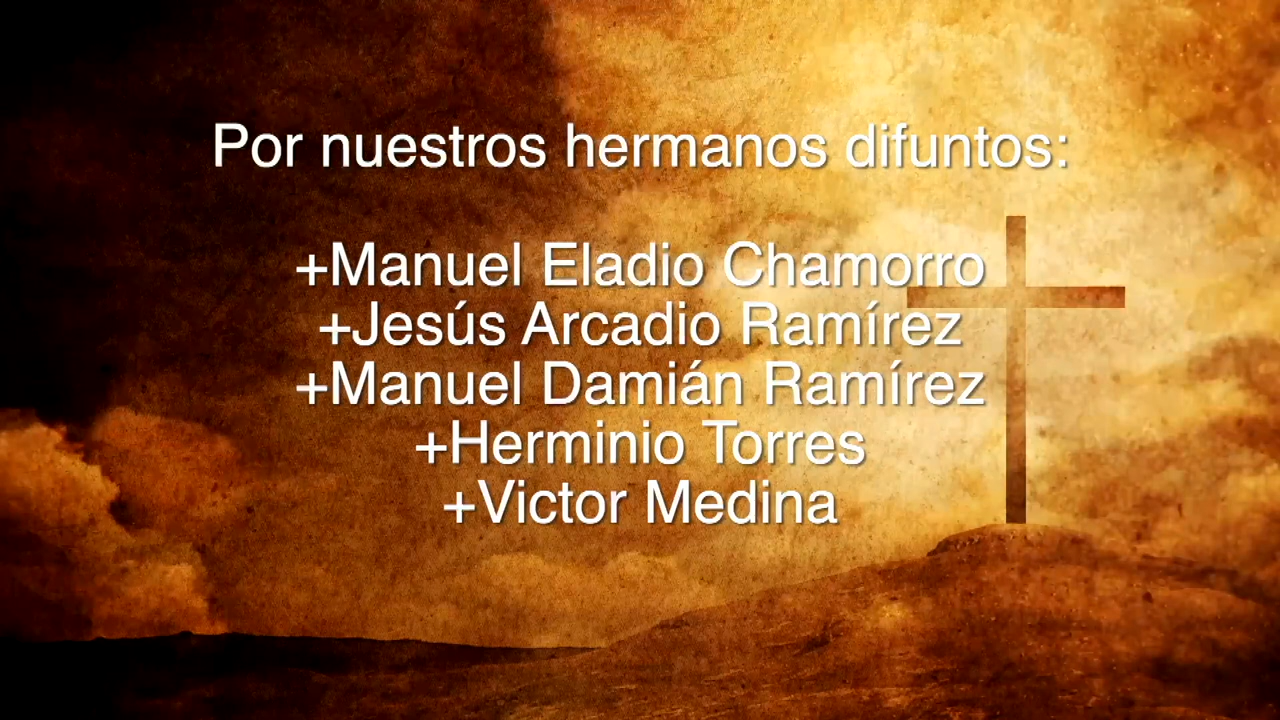 Por nuestros hermanos difuntos:
+Manuel Eladio Chamorro
+Jesús Arcadio Ramírez
+Manuel Damián Ramírez
+Herminio Torres
+Victor Medina